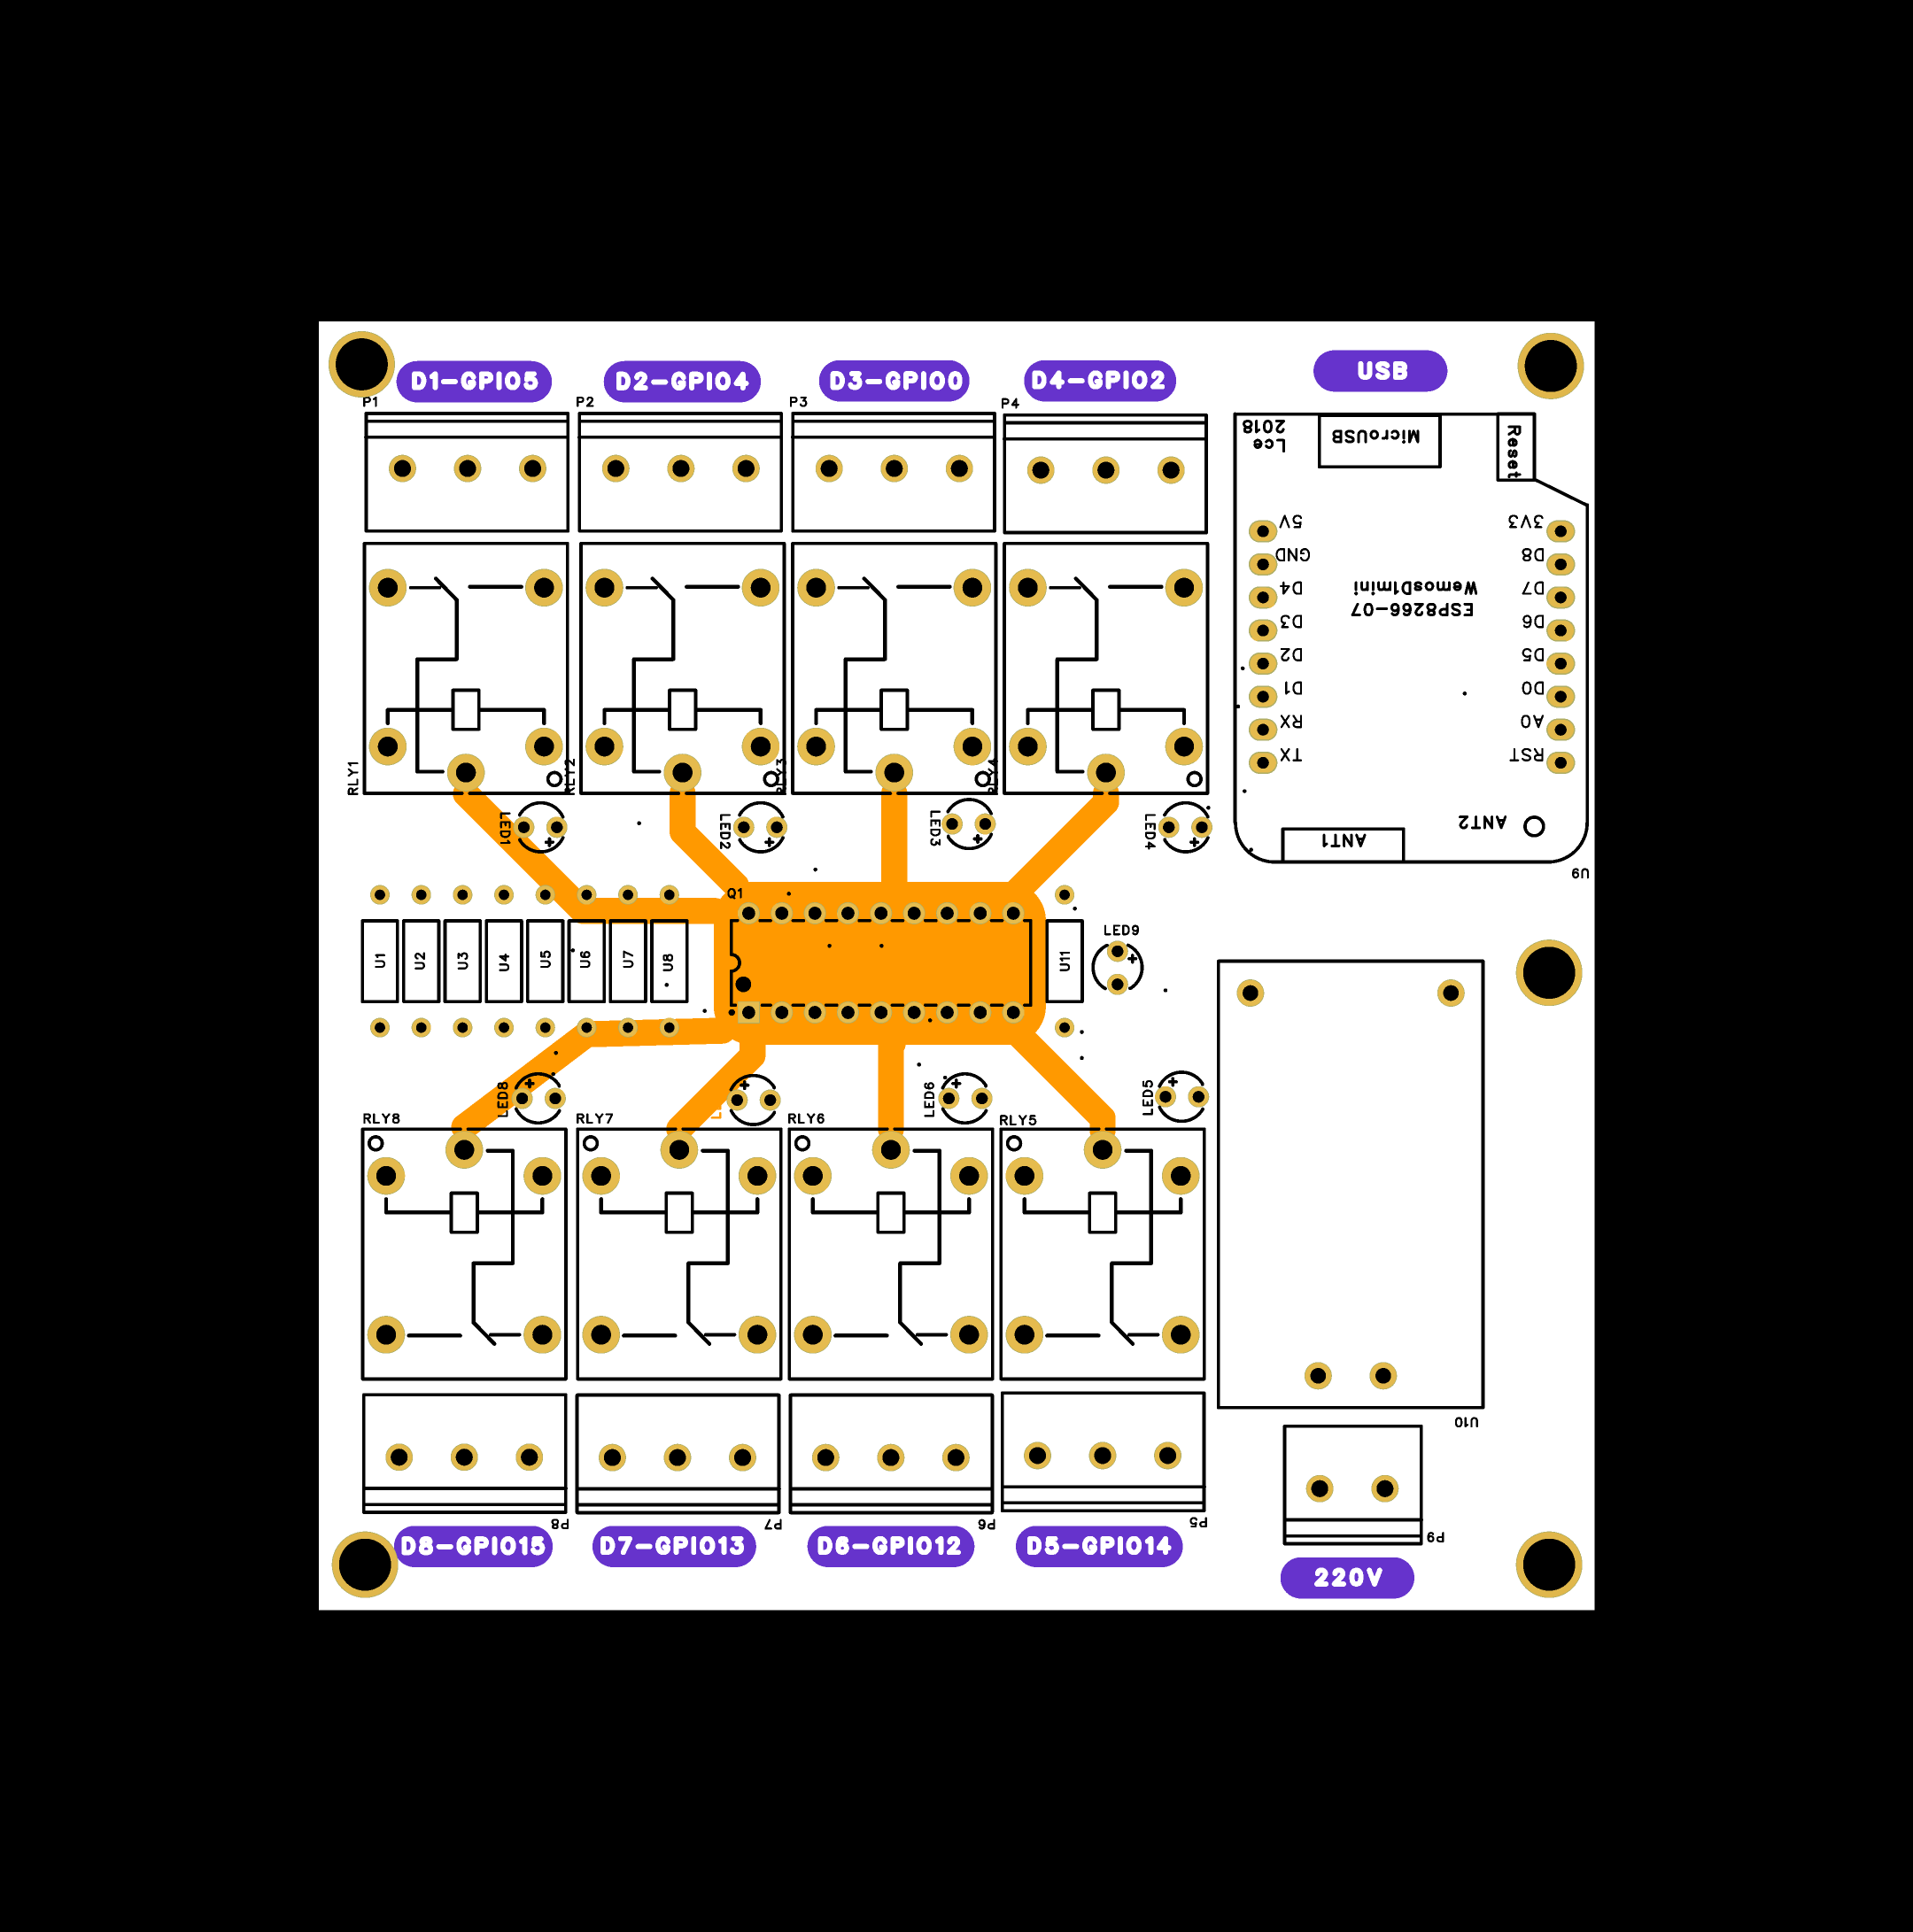 D1-GPIO5
D2-GPIO4
D3-GPIO0
D4-GPIO2
USB
P1
P2
P3
P4
Lce
2018
MicroUSB
Reset
5V
GND
D4
D3
D2
D1
RX
TX
3V3
D8
D7
D6
D5
D0
A0
RST
ESP8266-07
WemosD1mini
ANT1
ANT2
U9
RLY1
RLY2
RLY3
RLY4
LED1
LED2
LED3
LED4
Q1
U1
U2
U3
U4
U5
U6
U7
U8
U11
LED9
LED8
LED6
LED5
RLY8
RLY7
RLY6
RLY5
U10
P8
P7
P6
P5
P9
D8-GPIO15
D7-GPIO13
D6-GPIO12
D5-GPIO14
220V